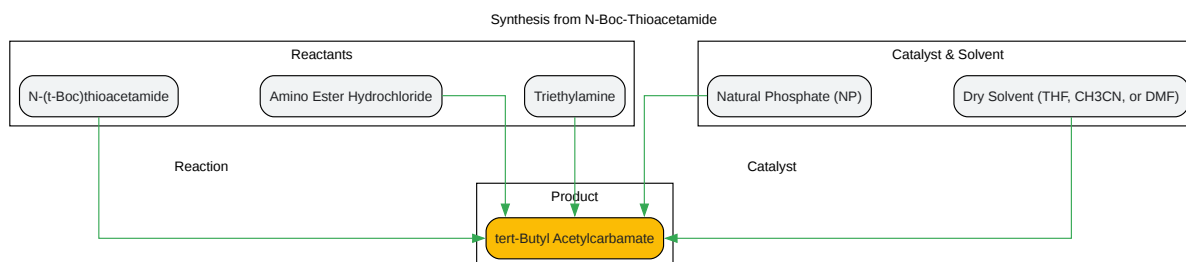 Synthesis from N-Boc-Thioacetamide
Reactants
Catalyst & Solvent
N-(t-Boc)thioacetamide
Amino Ester Hydrochloride
Triethylamine
Natural Phosphate (NP)
Dry Solvent (THF, CH3CN, or DMF)
Reaction
Catalyst
Product
tert-Butyl Acetylcarbamate